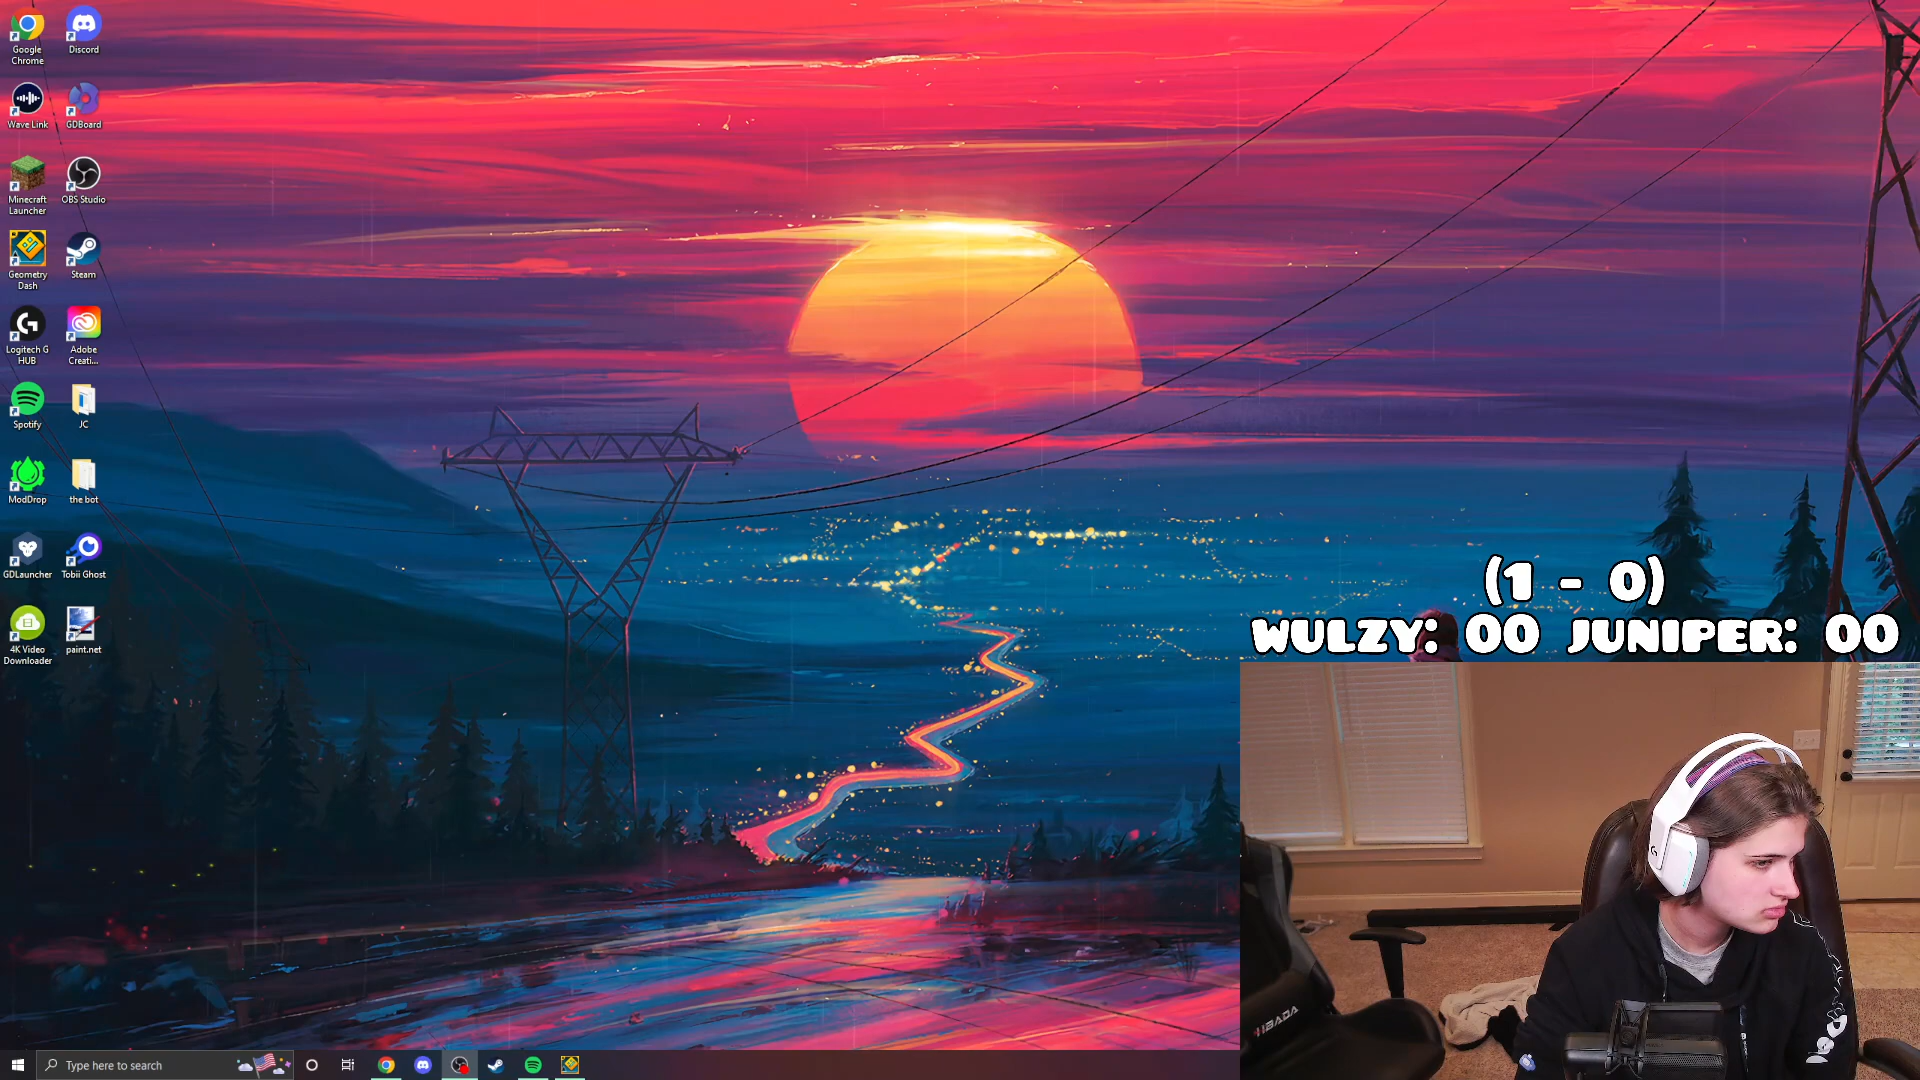 Google
Chrome
Discord
Wave Link
GDBoard
Minecraft
Launcher
OBS Studio
Geometry
Dash
Steam
Logitech G
HUB
Adobe
Creati...
Spotify
JC
ModDrop
the bot
GDLauncher
Tobii Ghost
4K Video
Downloader
paint.net
(1 - 0)
WULZY: 00 JUNIPER: 00
HBADA
Type here to search